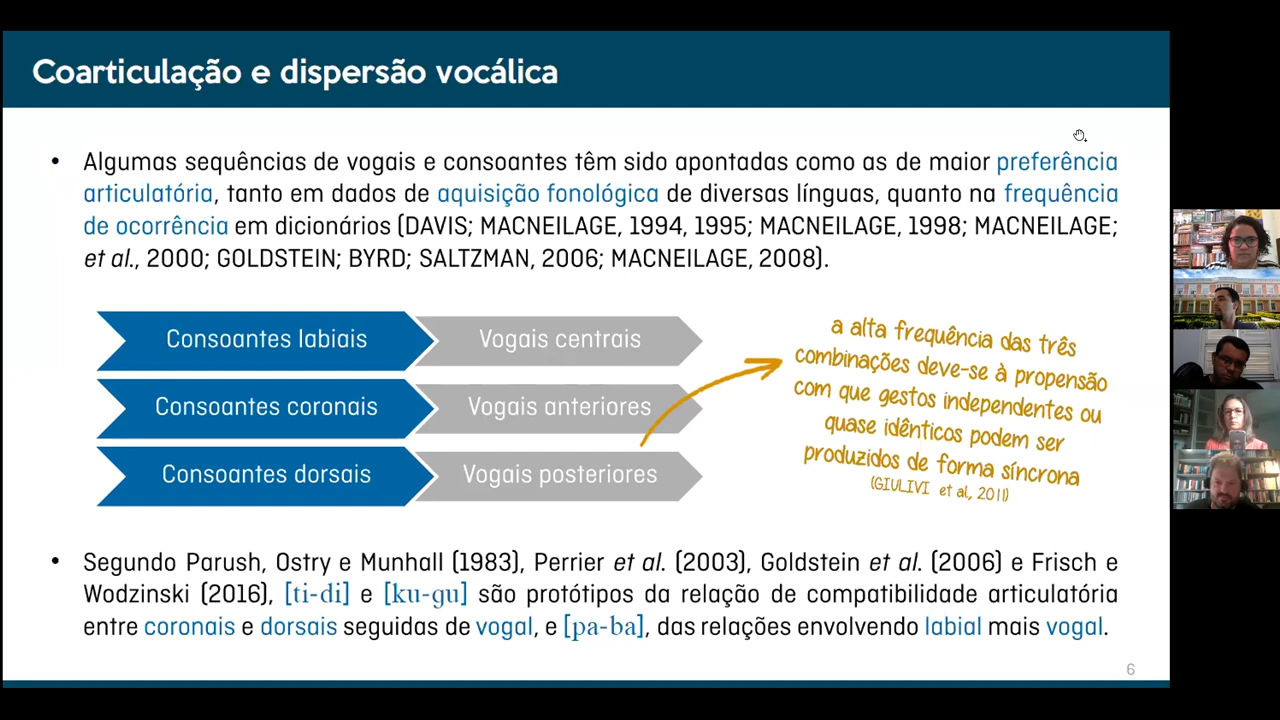 Coarticulação e dispersão vocálica
• Algumas sequências de vogais e consoantes têm sido apontadas como as de maior preferência
articulatória, tanto em dados de aquisição fonológica de diversas línguas, quanto na frequência
de ocorrência em dicionários (DAVIS; MACNEILAGE, 1994, 1995; MACNEILAGE, 1998; MACNEILAGE;
et al., 2000; GOLDSTEIN; BYRD; SALTZMAN, 2006; MACNEILAGE, 2008).
Consoantes labiais Vogais centrais
Consoantes coronais Vogais anteriores
Consoantes dorsais Vogais posteriores
a alta frequência das três
combinações deve-se à propensão
com que gestos independentes ou
quase idênticos podem ser
produzidos de forma síncrona
(GIULIVI et al, 2011)
• Segundo Parush, Ostry e Munhall (1983), Perrier et al. (2003), Goldstein et al. (2006) e Frisch e
Wodzinski (2016), [ti-di] e [ku-gu] são protótipos da relação de compatibilidade articulatória
entre coronais e dorsais seguidas de vogal, e [pa-ba], das relações envolvendo labial mais vogal.
6